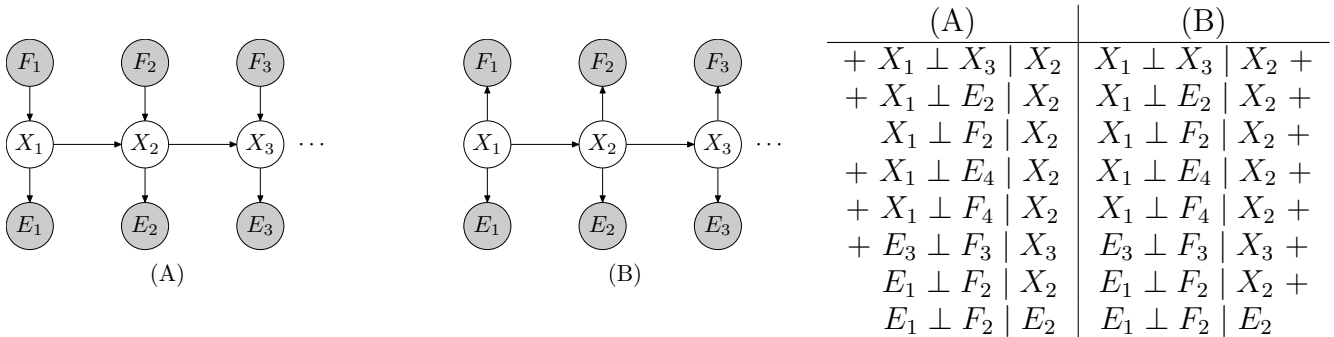 F₁ F₂ F₃
X₁ X₂ X₃ ···
E₁ E₂ E₃
(A)
F₁ F₂ F₃
X₁ X₂ X₃ ···
E₁ E₂ E₃
(B)
(A) (B)
+ X₁ ⊥ X₃ | X₂ X₁ ⊥ X₃ | X₂ +
+ X₁ ⊥ E₂ | X₂ X₁ ⊥ E₂ | X₂ +
X₁ ⊥ F₂ | X₂ X₁ ⊥ F₂ | X₂ +
+ X₁ ⊥ E₄ | X₂ X₁ ⊥ E₄ | X₂ +
+ X₁ ⊥ F₄ | X₂ X₁ ⊥ F₄ | X₂ +
+ E₃ ⊥ F₃ | X₃ E₃ ⊥ F₃ | X₃ +
E₁ ⊥ F₂ | X₂ E₁ ⊥ F₂ | X₂ +
E₁ ⊥ F₂ | E₂ E₁ ⊥ F₂ | E₂